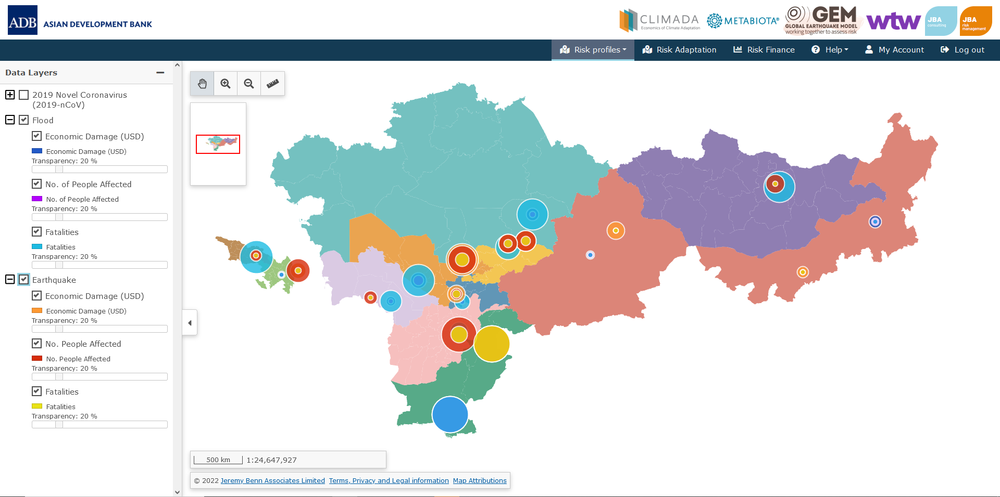 ADB ASIAN DEVELOPMENT BANK
CLIMADA
Economics of Climate Adaptation
METABIOTA®
GEM
GLOBAL EARTHQUAKE MODEL
working together to assess risk
wtw
JBA
consulting
JBA
risk
management
Risk profiles
Risk Adaptation
Risk Finance
Help
My Account
Log out
Data Layers
2019 Novel Coronavirus
(2019-nCoV)
Flood
Economic Damage (USD)
Economic Damage (USD)
Transparency: 20 %
No. of People Affected
No. of People Affected
Transparency: 20 %
Fatalities
Fatalities
Transparency: 20 %
Earthquake
Economic Damage (USD)
Economic Damage (USD)
Transparency: 20 %
No. People Affected
No. People Affected
Transparency: 20 %
Fatalities
Fatalities
Transparency: 20 %
500 km 1:24,647,927
© 2022 Jeremy Benn Associates Limited Terms, Privacy and Legal information Map Attributions